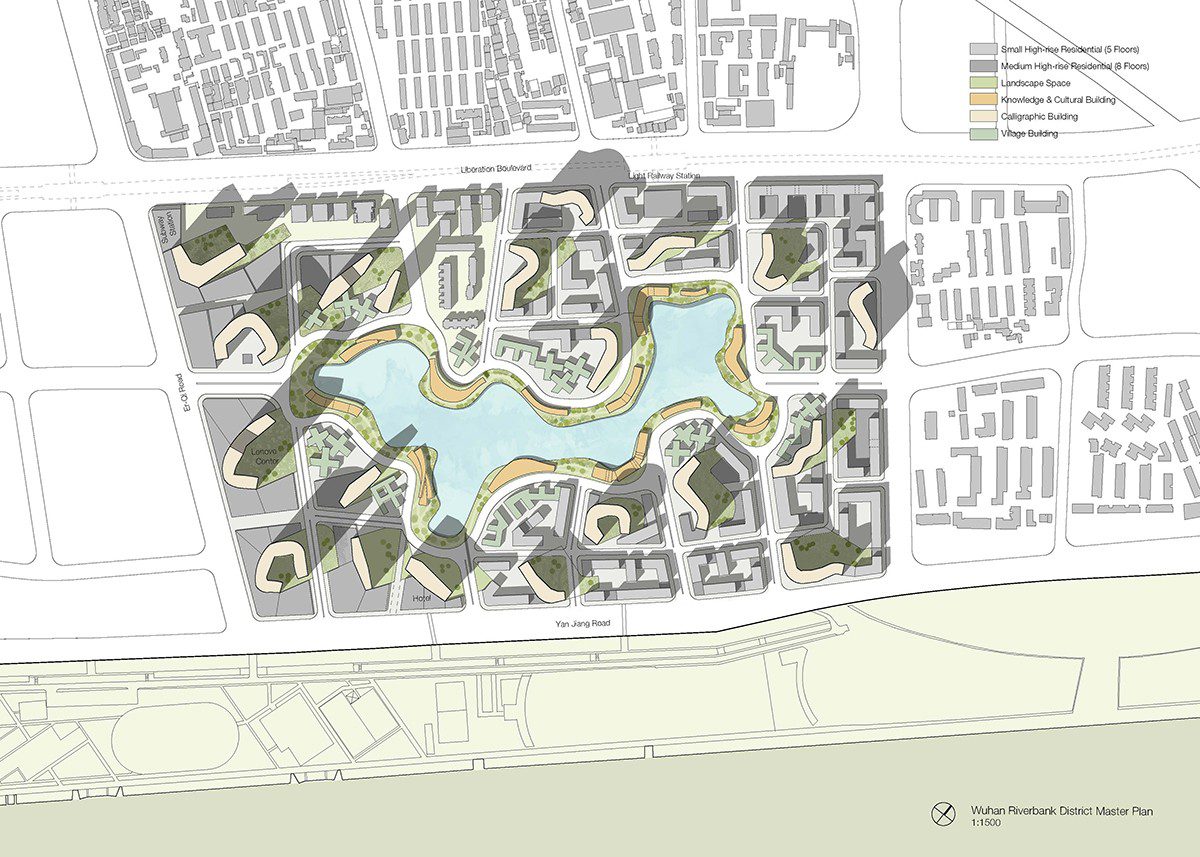 Small High-rise Residential (5 Floors)
Medium High-rise Residential (8 Floors)
Landscape Space
Knowledge & Cultural Building
Calligraphic Building
Village Building
Liberation Boulevard
Light Railway Station
Subway
Station
Er-Qi Road
Lenovo
Center
Hotel
Yan Jiang Road
Wuhan Riverbank District Master Plan
1:1500